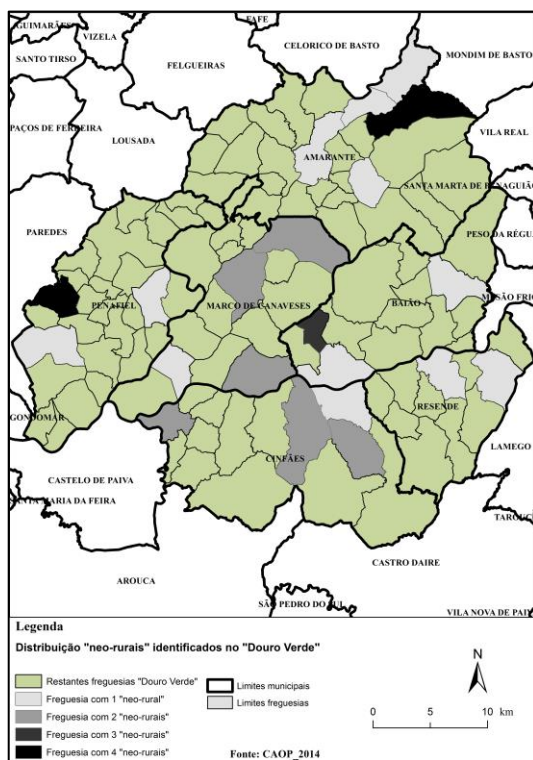 GUIMARÃES
VIZELA
FAFE
CELORICO DE BASTO
SANTO TIRSO
MONDIM DE BASTO
FELGUEIRAS
PAÇOS DE FERREIRA
LOUSADA
VILA REAL
AMARANTE
SANTA MARTA DE PENAGUIÃO
PAREDES
PESO DA RÉGUA
PENAFIEL
MARCO DE CANAVESES
BAIÃO
MESÃO FRIO
RESENDE
GONDOMAR
LAMEGO
CINFÃES
CASTELO DE PAIVA
SANTA MARIA DA FEIRA
TAROUCA
CASTRO DAIRE
AROUCA
SÃO PEDRO DO SUL
VILA NOVA DE PAI
Legenda
Distribuição "neo-rurais" identificados no "Douro Verde"
Restantes freguesias "Douro Verde"
Freguesia com 1 "neo-rural"
Freguesia com 2 "neo-rurais"
Freguesia com 3 "neo-rurais"
Freguesia com 4 "neo-rurais"
Limites municipais
Limites freguesias
N
0 5 10 km
Fonte: CAOP_2014